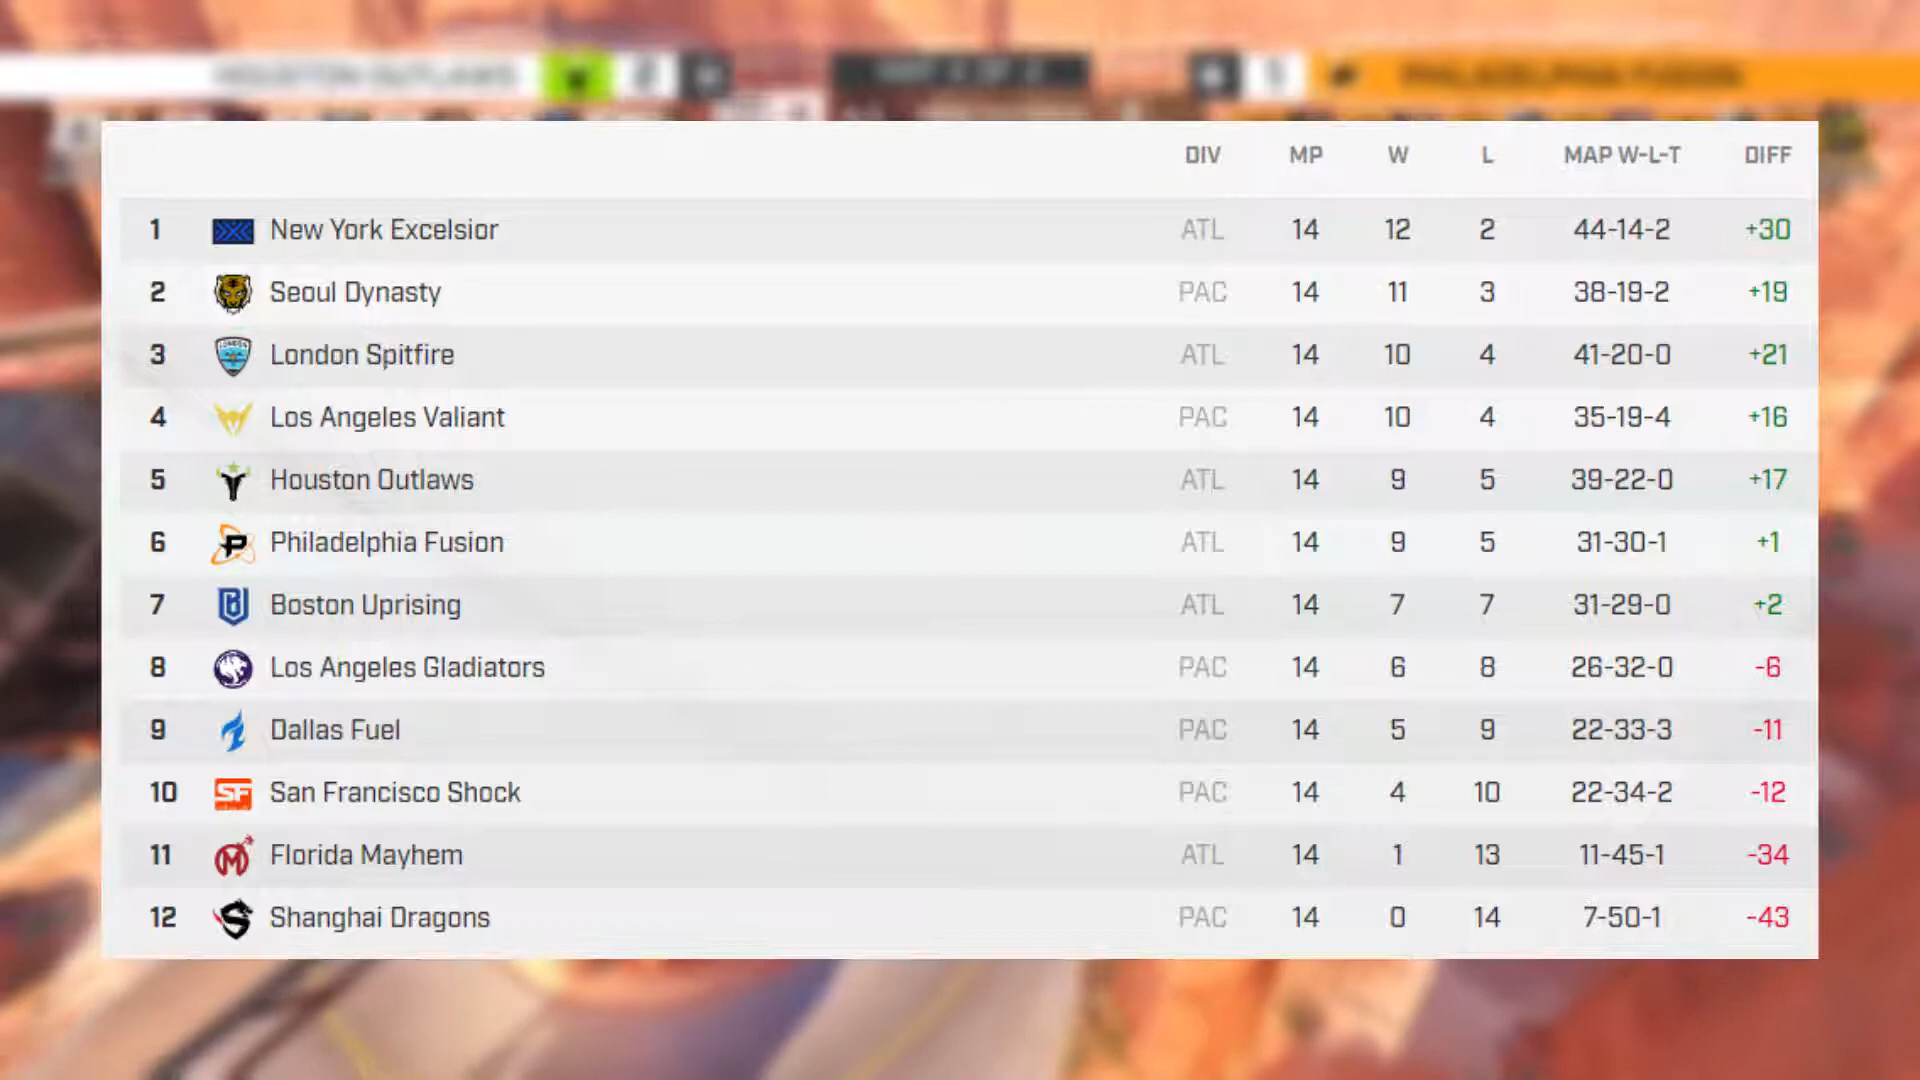 HOUSTON OUTLAWS 2 1 PHILADELPHIA FUSION
DIV MP W L MAP W-L-T DIFF
1 New York Excelsior ATL 14 12 2 44-14-2 +30
2 Seoul Dynasty PAC 14 11 3 38-19-2 +19
3 London Spitfire ATL 14 10 4 41-20-0 +21
4 Los Angeles Valiant PAC 14 10 4 35-19-4 +16
5 Houston Outlaws ATL 14 9 5 39-22-0 +17
6 Philadelphia Fusion ATL 14 9 5 31-30-1 +1
7 Boston Uprising ATL 14 7 7 31-29-0 +2
8 Los Angeles Gladiators PAC 14 6 8 26-32-0 -6
9 Dallas Fuel PAC 14 5 9 22-33-3 -11
10 SF San Francisco Shock PAC 14 4 10 22-34-2 -12
11 Florida Mayhem ATL 14 1 13 11-45-1 -34
12 Shanghai Dragons PAC 14 0 14 7-50-1 -43